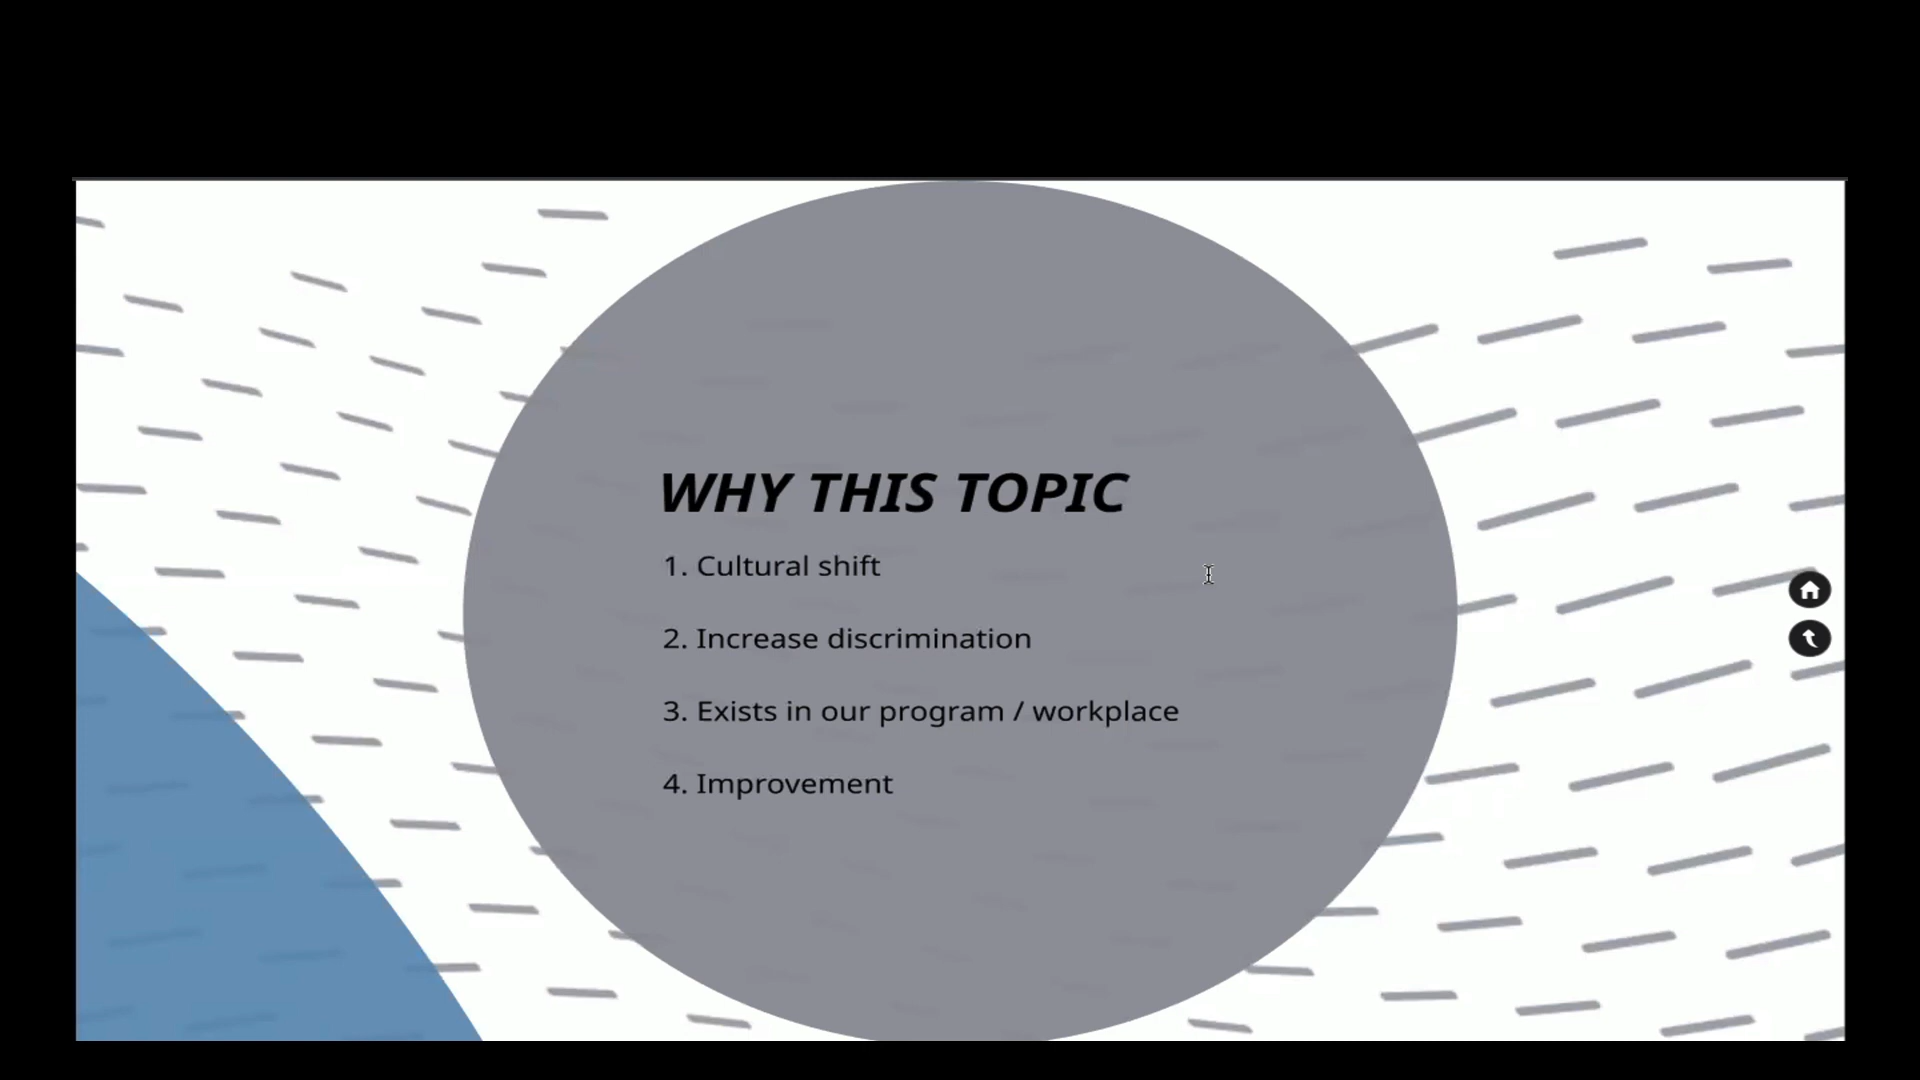 WHY THIS TOPIC
1. Cultural shift
2. Increase discrimination
3. Exists in our program / workplace
4. Improvement